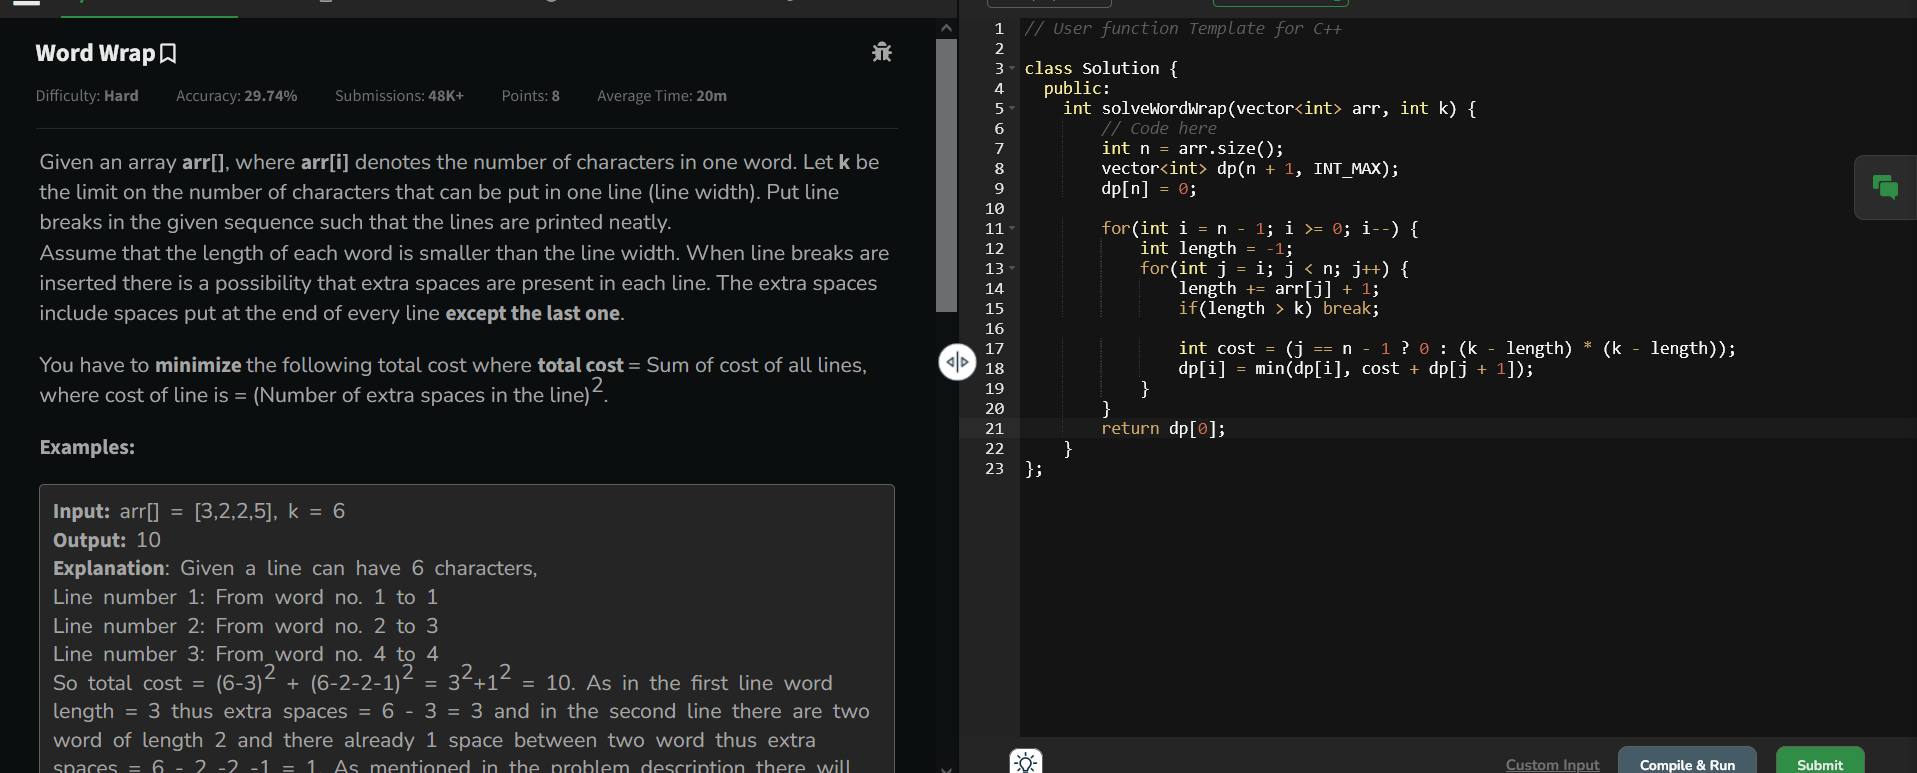 Word Wrap
Difficulty: Hard Accuracy: 29.74% Submissions: 48K+ Points: 8 Average Time: 20m
Given an array arr[], where arr[i] denotes the number of characters in one word. Let k be
the limit on the number of characters that can be put in one line (line width). Put line
breaks in the given sequence such that the lines are printed neatly.
Assume that the length of each word is smaller than the line width. When line breaks are
inserted there is a possibility that extra spaces are present in each line. The extra spaces
include spaces put at the end of every line except the last one.
You have to minimize the following total cost where total cost = Sum of cost of all lines,
where cost of line is = (Number of extra spaces in the line)².
Examples:
Input: arr[] = [3,2,2,5], k = 6
Output: 10
Explanation: Given a line can have 6 characters,
Line number 1: From word no. 1 to 1
Line number 2: From word no. 2 to 3
Line number 3: From word no. 4 to 4
So total cost = (6-3)² + (6-2-2-1)² = 3²+1² = 10. As in the first line word
length = 3 thus extra spaces = 6 - 3 = 3 and in the second line there are two
word of length 2 and there already 1 space between two word thus extra
spaces = 6 - 2 -2 -1 = 1. As mentioned in the problem description there will
1 // User function Template for C++
2
3 class Solution {
4 public:
5 int solveWordWrap(vector<int> arr, int k) {
6 // Code here
7 int n = arr.size();
8 vector<int> dp(n + 1, INT_MAX);
9 dp[n] = 0;
10
11 for(int i = n - 1; i >= 0; i--) {
12 int length = -1;
13 for(int j = i; j < n; j++) {
14 length += arr[j] + 1;
15 if(length > k) break;
16
17 int cost = (j == n - 1 ? 0 : (k - length) * (k - length));
18 dp[i] = min(dp[i], cost + dp[j + 1]);
19 }
20 }
21 return dp[0];
22 }
23 };
Custom Input Compile & Run Submit